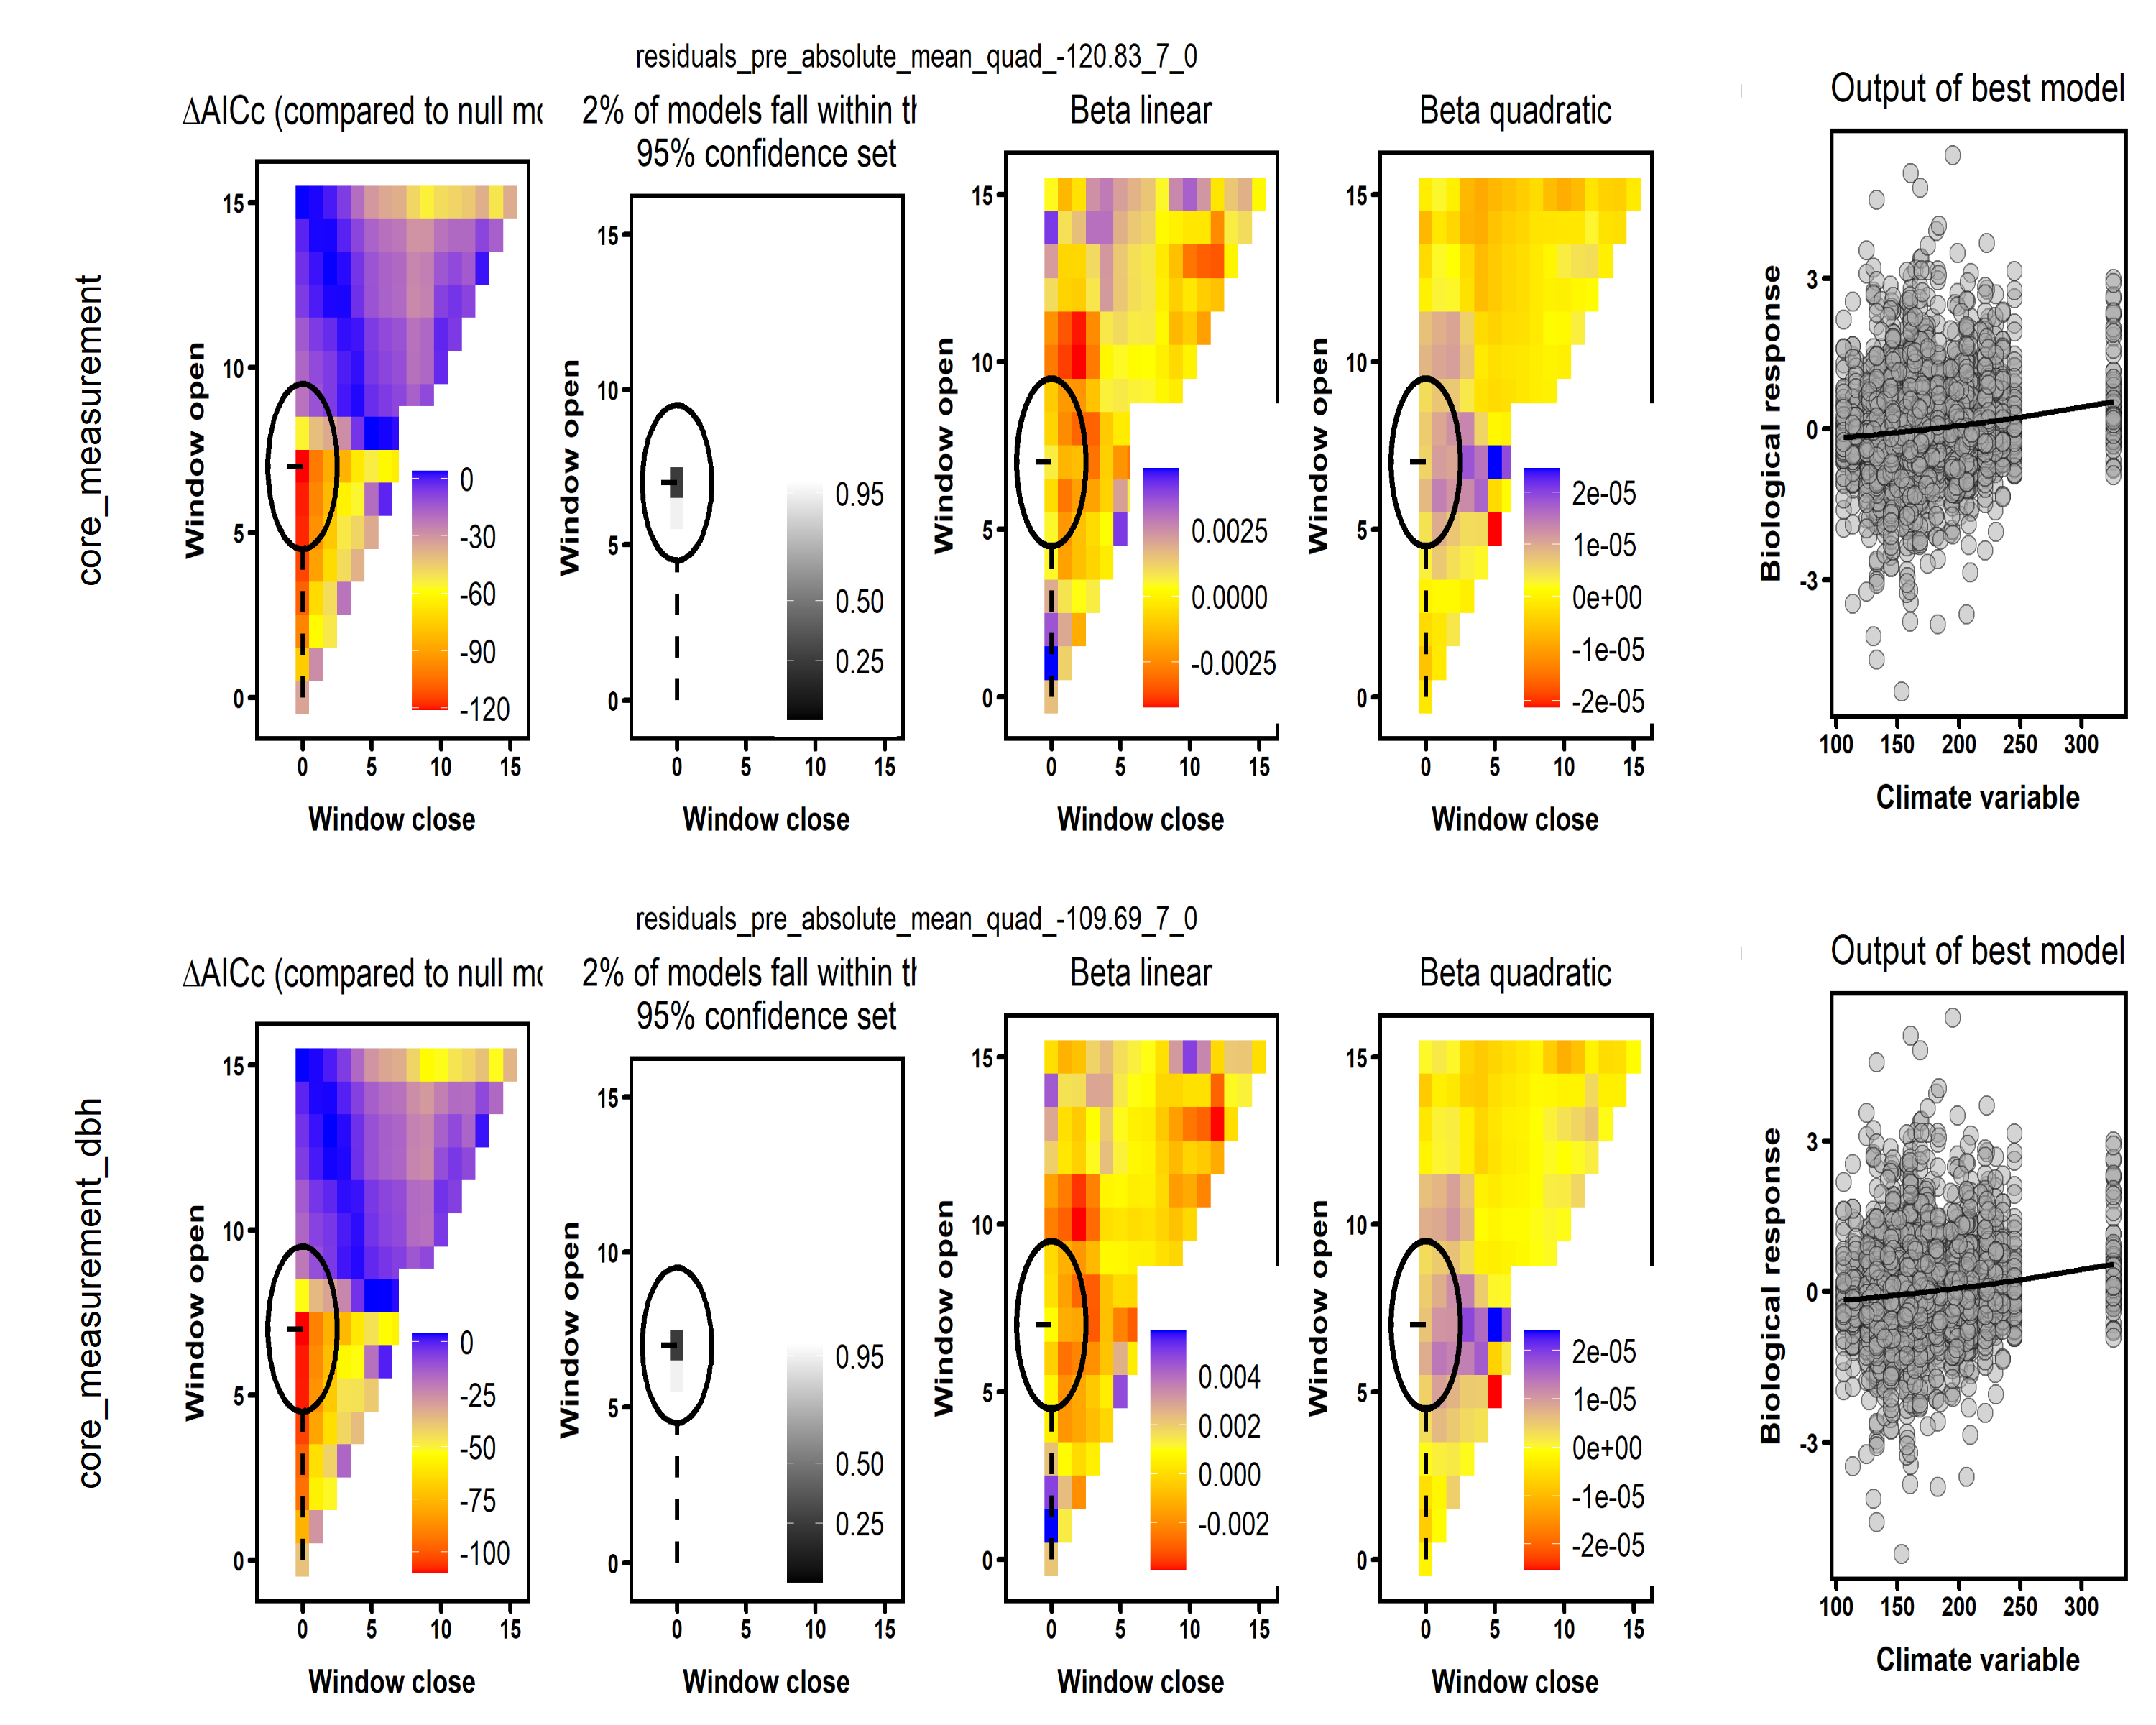 residuals_pre_absolute_mean_quad_-120.83_7_0
ΔAICc (compared to null mo
2% of models fall within th
95% confidence set
Beta linear
Beta quadratic
Output of best model
core_measurement
Window open
15
10
5
0
0
-30
-60
-90
-120
0 5 10 15
Window close
Window open
15
10
5
0
0.95
0.50
0.25
0 5 10 15
Window close
Window open
15
10
5
0
0.0025
0.0000
-0.0025
0 5 10 15
Window close
Window open
15
10
5
0
2e-05
1e-05
0e+00
-1e-05
-2e-05
0 5 10 15
Window close
Biological response
3
0
-3
100 150 200 250 300
Climate variable
residuals_pre_absolute_mean_quad_-109.69_7_0
ΔAICc (compared to null mo
2% of models fall within th
95% confidence set
Beta linear
Beta quadratic
Output of best model
core_measurement_dbh
Window open
15
10
5
0
0
-25
-50
-75
-100
0 5 10 15
Window close
Window open
15
10
5
0
0.95
0.50
0.25
0 5 10 15
Window close
Window open
15
10
5
0
0.004
0.002
0.000
-0.002
0 5 10 15
Window close
Window open
15
10
5
0
2e-05
1e-05
0e+00
-1e-05
-2e-05
0 5 10 15
Window close
Biological response
3
0
-3
100 150 200 250 300
Climate variable